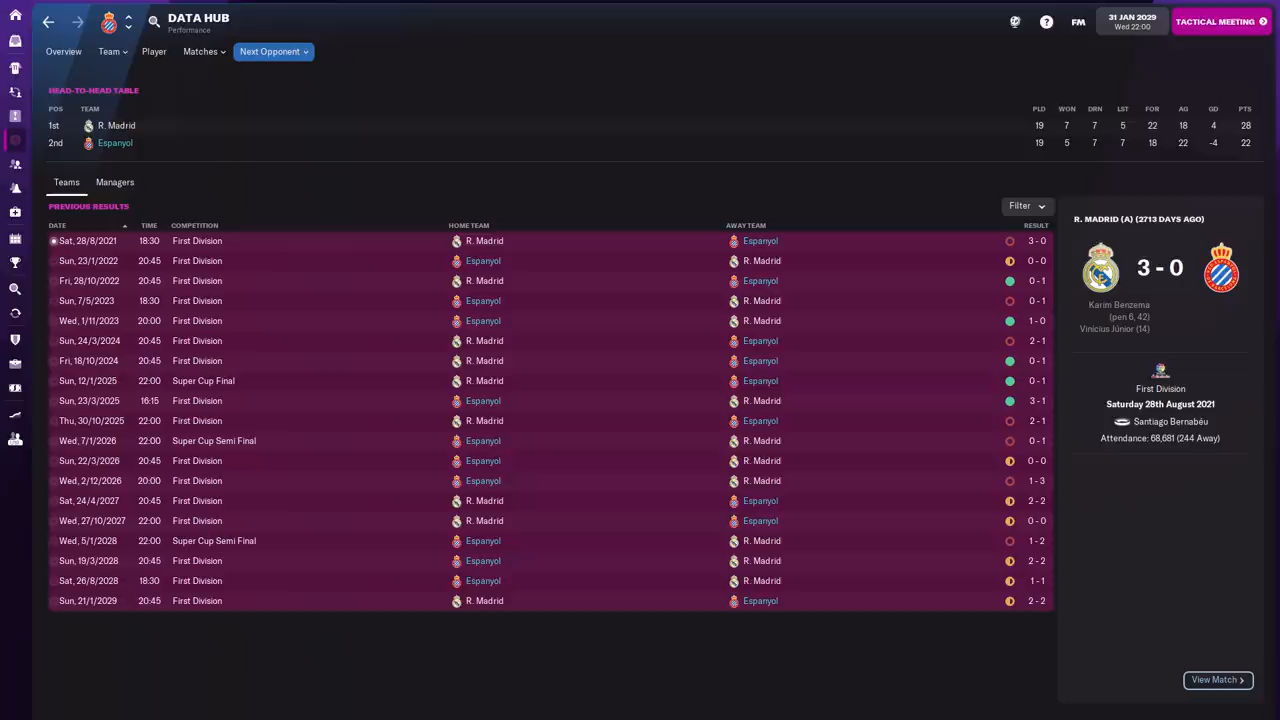 DATA HUB
Performance
FM
31 JAN 2029
Wed 22:00
TACTICAL MEETING
Overview Team Player Matches Next Opponent
HEAD-TO-HEAD TABLE
POS TEAM PLD WON DRN LST FOR AG GD PTS
1st R. Madrid 19 7 7 5 22 18 4 28
2nd Espanyol 19 5 7 7 18 22 -4 22
Teams Managers
PREVIOUS RESULTS
Filter
DATE TIME COMPETITION HOME TEAM AWAY TEAM RESULT
Sat, 28/8/2021 18:30 First Division R. Madrid Espanyol 3 - 0
Sun, 23/1/2022 20:45 First Division Espanyol R. Madrid 0 - 0
Fri, 28/10/2022 20:45 First Division R. Madrid Espanyol 0 - 1
Sun, 7/5/2023 18:30 First Division Espanyol R. Madrid 0 - 1
Wed, 1/11/2023 20:00 First Division Espanyol R. Madrid 1 - 0
Sun, 24/3/2024 20:45 First Division R. Madrid Espanyol 2 - 1
Fri, 18/10/2024 20:45 First Division R. Madrid Espanyol 0 - 1
Sun, 12/1/2025 22:00 Super Cup Final R. Madrid Espanyol 0 - 1
Sun, 23/3/2025 16:15 First Division Espanyol R. Madrid 3 - 1
Thu, 30/10/2025 22:00 First Division R. Madrid Espanyol 2 - 1
Wed, 7/1/2026 22:00 Super Cup Semi Final Espanyol R. Madrid 0 - 1
Sun, 22/3/2026 20:45 First Division Espanyol R. Madrid 0 - 0
Wed, 2/12/2026 20:00 First Division Espanyol R. Madrid 1 - 3
Sat, 24/4/2027 20:45 First Division R. Madrid Espanyol 2 - 2
Wed, 27/10/2027 22:00 First Division R. Madrid Espanyol 0 - 0
Wed, 5/1/2028 22:00 Super Cup Semi Final Espanyol R. Madrid 1 - 2
Sun, 19/3/2028 20:45 First Division Espanyol R. Madrid 2 - 2
Sat, 26/8/2028 18:30 First Division Espanyol R. Madrid 1 - 1
Sun, 21/1/2029 20:45 First Division R. Madrid Espanyol 2 - 2
R. MADRID (A) (2713 DAYS AGO)
3 - 0
Karim Benzema
(pen 6, 42)
Vinícius Júnior (14)
First Division
Saturday 28th August 2021
Santiago Bernabéu
Attendance: 68,681 (244 Away)
View Match